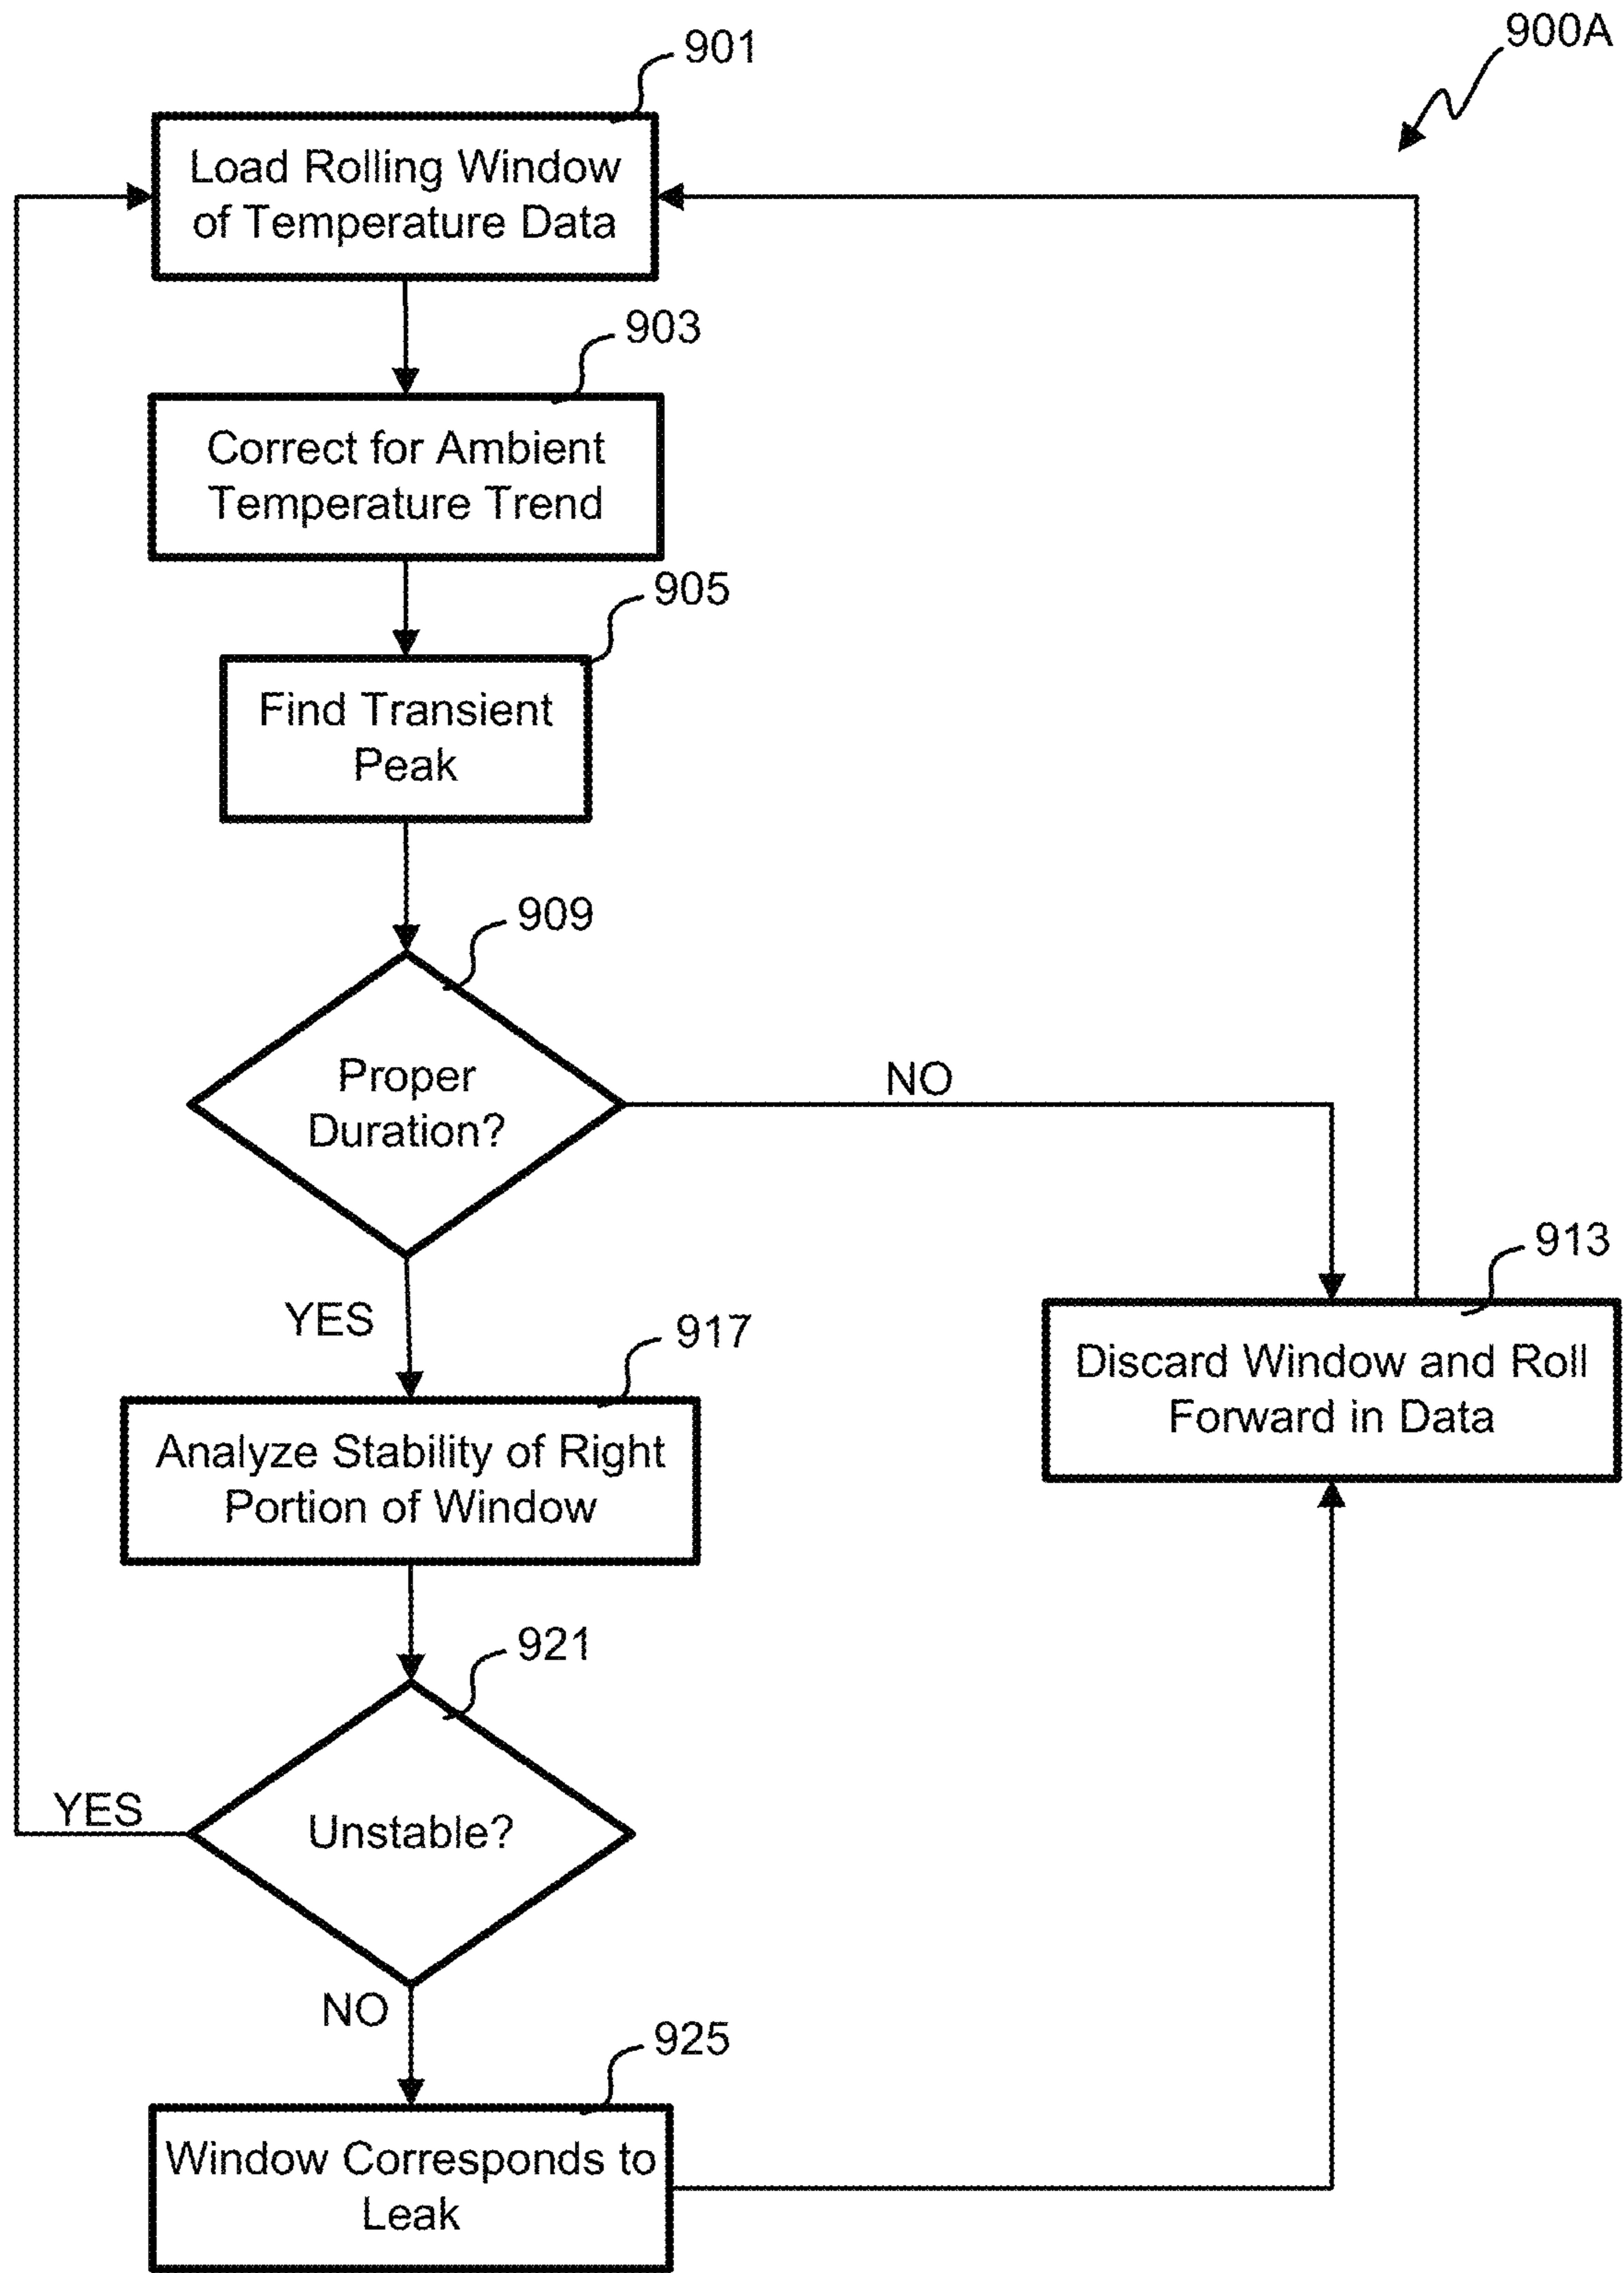 901
900A
Load Rolling Window
of Temperature Data
903
Correct for Ambient
Temperature Trend
905
Find Transient
Peak
909
Proper
Duration?
NO
YES
913
Discard Window and Roll
Forward in Data
917
Analyze Stability of Right
Portion of Window
921
Unstable?
YES
NO
925
Window Corresponds to
Leak